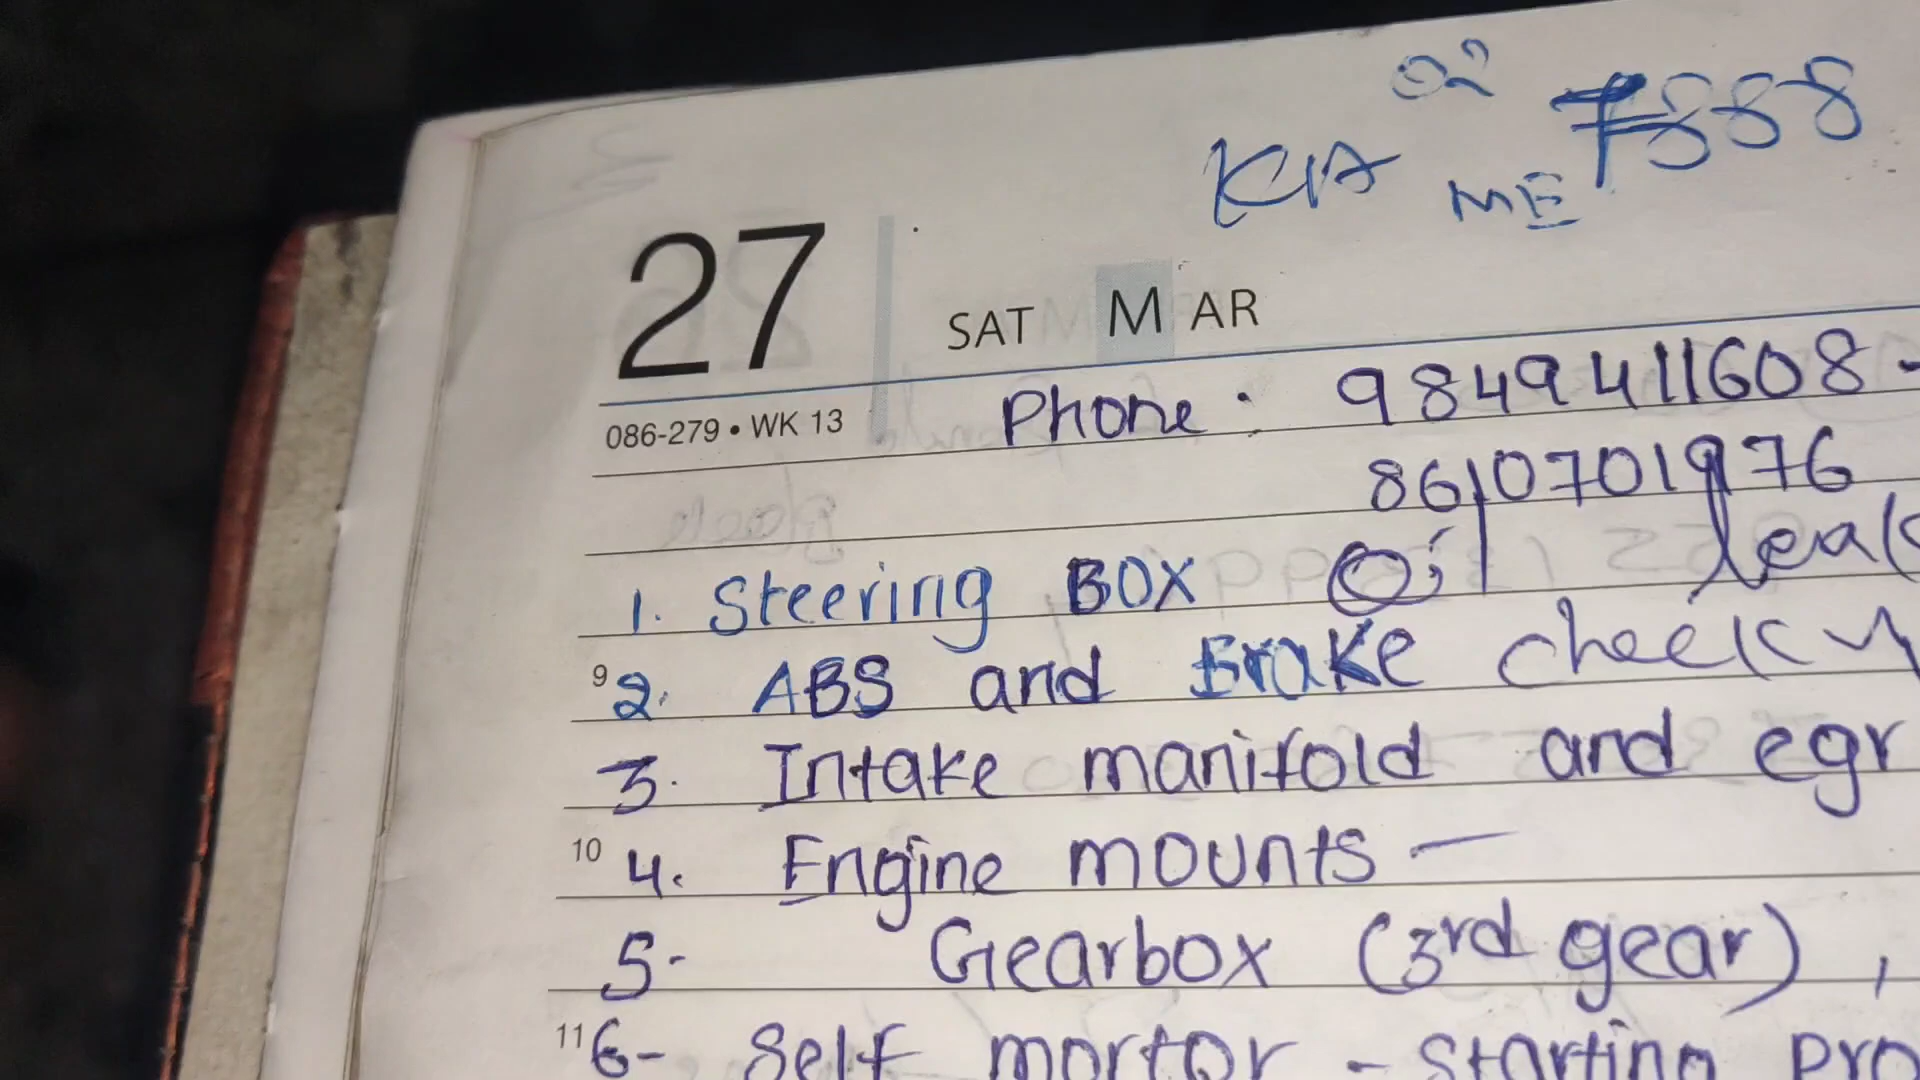 KA 02 ME 7888
27 SAT MAR
086-279 • WK 13
Phone : 9849411608 -
8610701976
1. Steering BOX Oil leak
9
2. ABS and Brake check
3. Intake manifold and egr
10
4. Engine mounts —
5. Gearbox (3rd gear) ,
11
6- Self mortor - starting pro